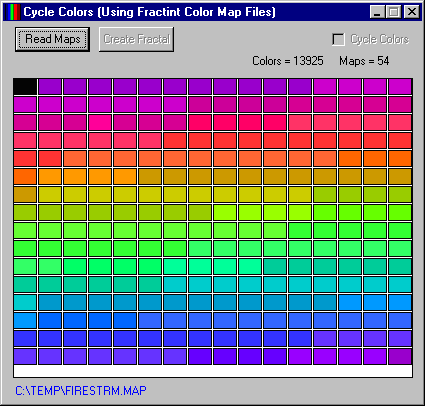 Cycle Colors (Using Fractint Color Map Files)
Read Maps Create Fractal Cycle Colors
Colors = 13925 Maps = 54
C:\TEMP\FIRESTRM.MAP